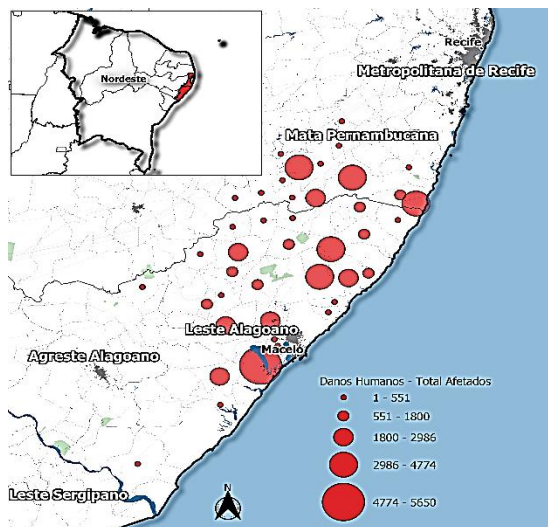 Nordeste
Recife
Metropolitana de Recife
Mata Pernambucana
Leste Alagoano
Maceió
Agreste Alagoano
Danos Humanos - Total Afetados
1 - 551
551 - 1800
1800 - 2986
2986 - 4774
4774 - 5650
Leste Sergipano
N